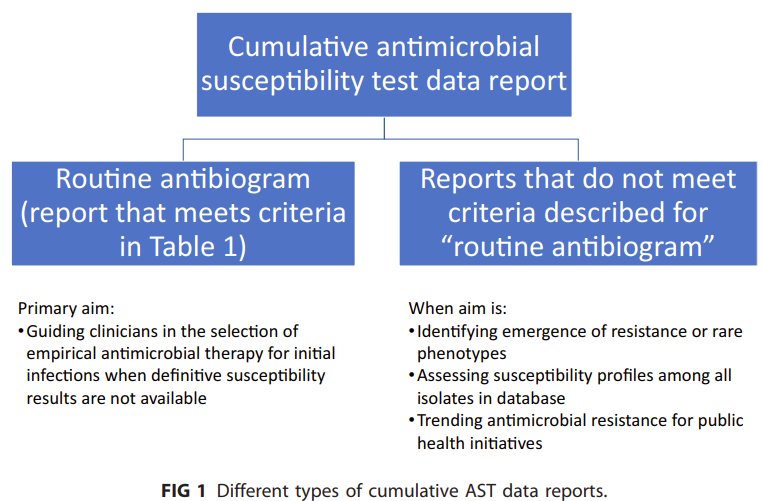 Cumulative antimicrobial
susceptibility test data report
Routine antibiogram
(report that meets criteria
in Table 1)
Reports that do not meet
criteria described for
“routine antibiogram”
Primary aim:
•Guiding clinicians in the selection of
empirical antimicrobial therapy for initial
infections when definitive susceptibility
results are not available
When aim is:
•Identifying emergence of resistance or rare
phenotypes
•Assessing susceptibility profiles among all
isolates in database
•Trending antimicrobial resistance for public
health initiatives
FIG 1 Different types of cumulative AST data reports.